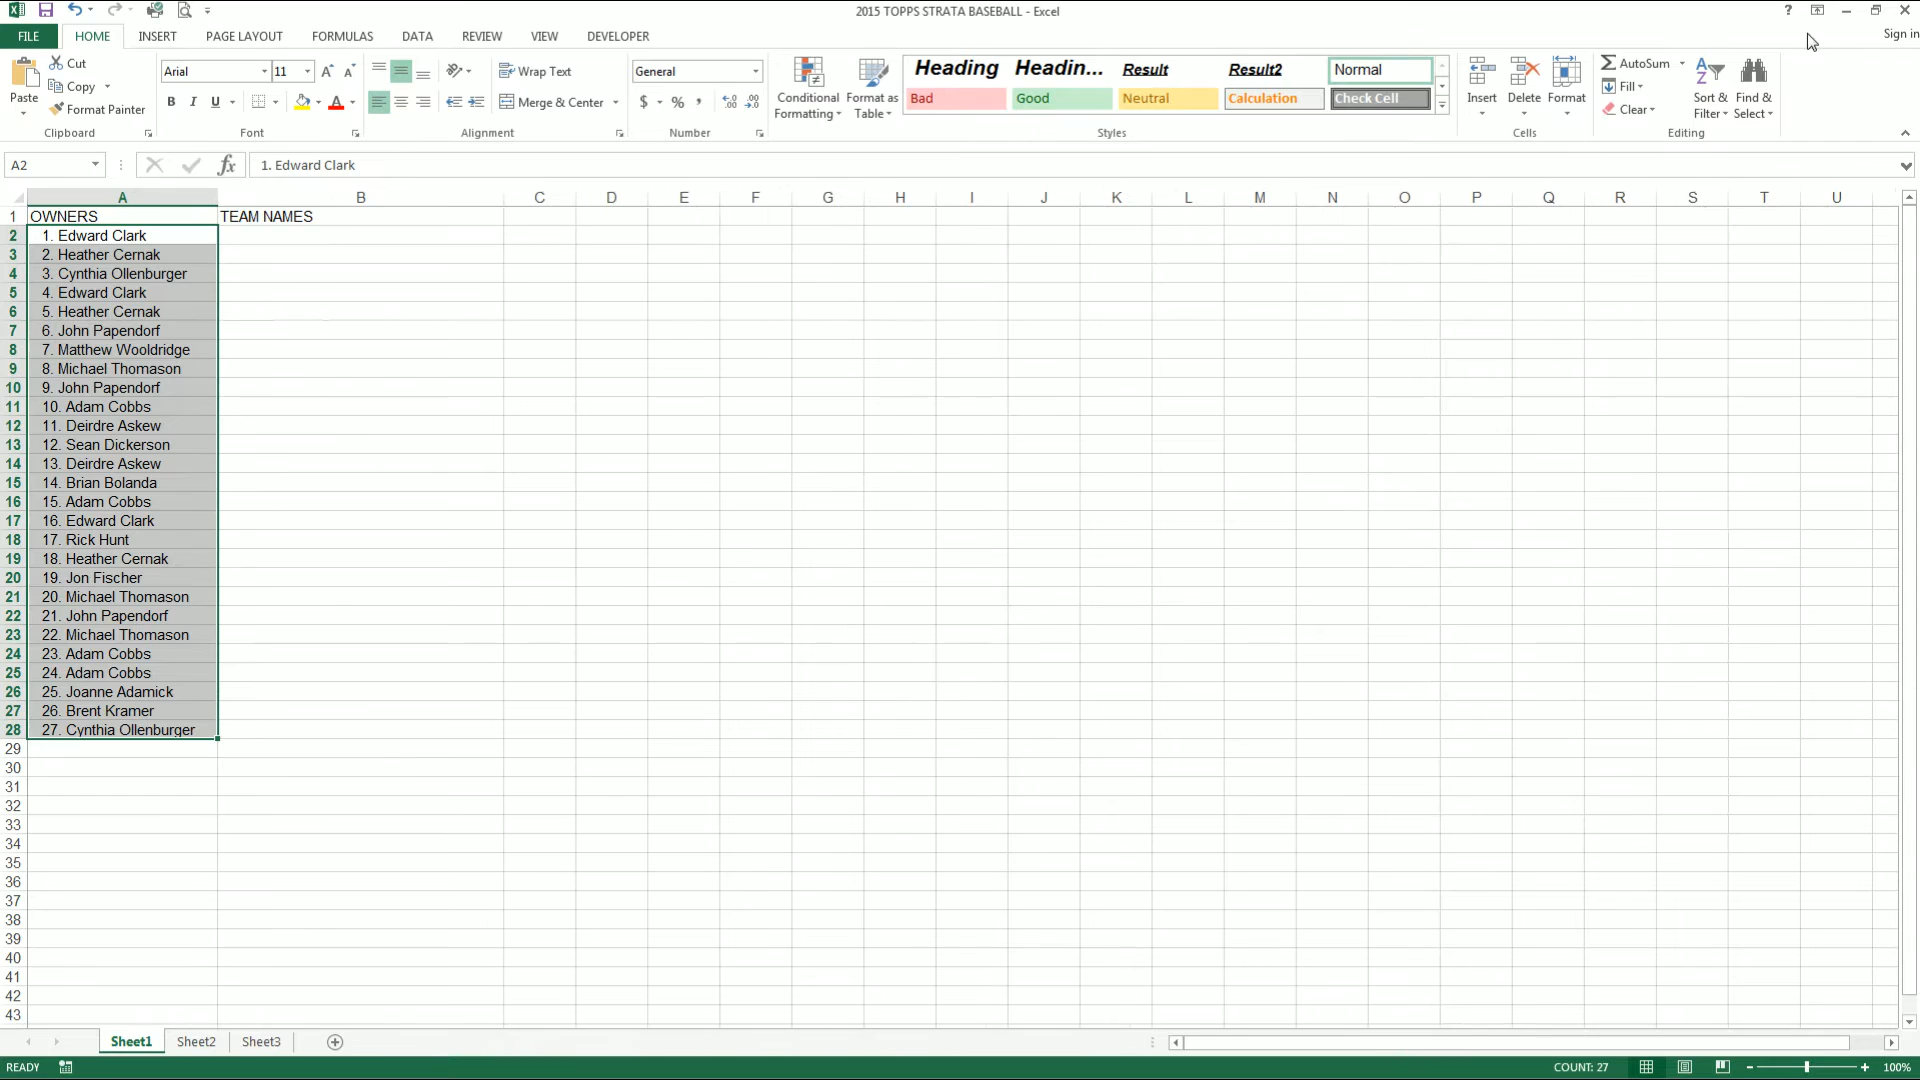 2015 TOPPS STRATA BASEBALL - Excel
?
Sign in
FILE HOME INSERT PAGE LAYOUT FORMULAS DATA REVIEW VIEW DEVELOPER
Paste
Cut
Copy
Format Painter
Clipboard
Arial 11
B I U
Font
Wrap Text
Merge & Center
Alignment
General
$ % ,
Number
Conditional Formatting
Format as Table
Heading Headin... Result Result2 Normal
Bad Good Neutral Calculation Check Cell
Styles
Insert Delete Format
Cells
AutoSum
Fill
Clear
Sort & Filter
Find & Select
Editing
A2 fx 1. Edward Clark
A B C D E F G H I J K L M N O P Q R S T U
1 OWNERS TEAM NAMES
2 1. Edward Clark
3 2. Heather Cernak
4 3. Cynthia Ollenburger
5 4. Edward Clark
6 5. Heather Cernak
7 6. John Papendorf
8 7. Matthew Wooldridge
9 8. Michael Thomason
10 9. John Papendorf
11 10. Adam Cobbs
12 11. Deirdre Askew
13 12. Sean Dickerson
14 13. Deirdre Askew
15 14. Brian Bolanda
16 15. Adam Cobbs
17 16. Edward Clark
18 17. Rick Hunt
19 18. Heather Cernak
20 19. Jon Fischer
21 20. Michael Thomason
22 21. John Papendorf
23 22. Michael Thomason
24 23. Adam Cobbs
25 24. Adam Cobbs
26 25. Joanne Adamick
27 26. Brent Kramer
28 27. Cynthia Ollenburger
29
30
31
32
33
34
35
36
37
38
39
40
41
42
43
Sheet1 Sheet2 Sheet3
READY COUNT: 27 100%